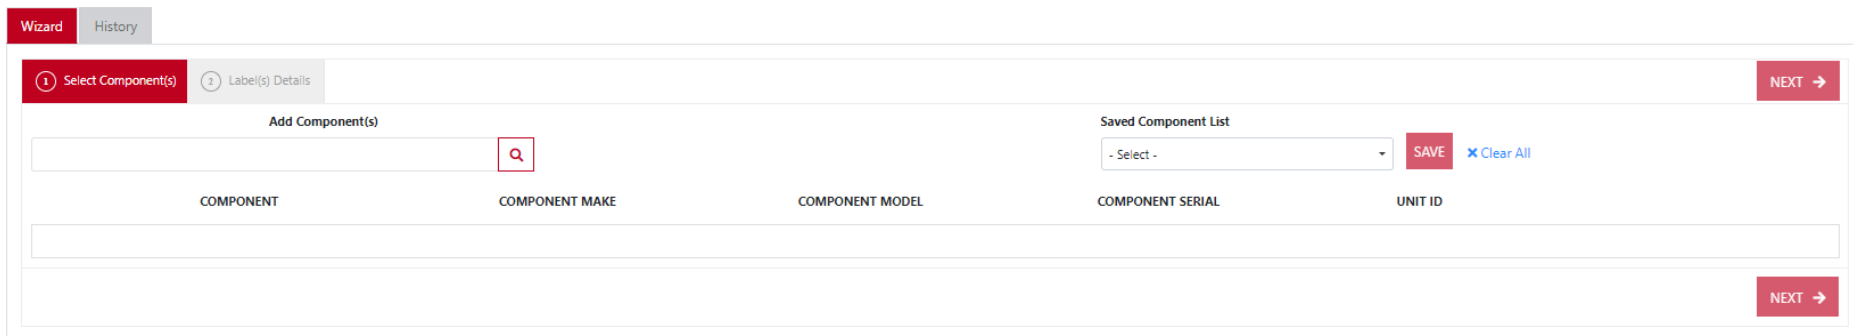 Wizard History
1 Select Component(s) 2 Label(s) Details NEXT
Add Component(s) Saved Component List
- Select - SAVE Clear All
COMPONENT COMPONENT MAKE COMPONENT MODEL COMPONENT SERIAL UNIT ID
NEXT